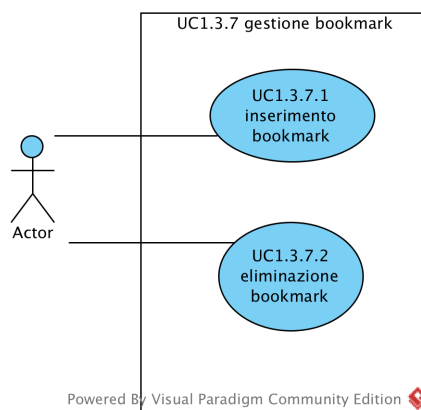 UC1.3.7 gestione bookmark
UC1.3.7.1
inserimento
bookmark
Actor
UC1.3.7.2
eliminazione
bookmark
Powered By Visual Paradigm Community Edition